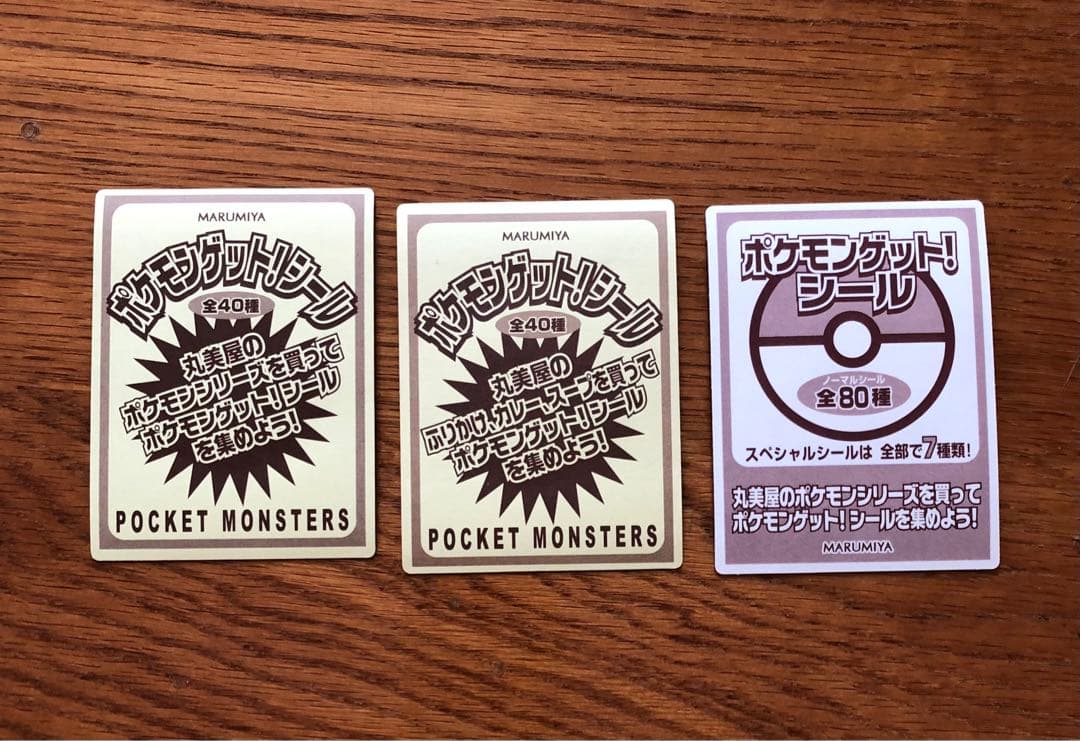 MARUMIYA
ポケモンゲット!シール
全40種
丸美屋の
ポケモンシリーズを買って
ポケモンゲット!シール
を集めよう!
POCKET MONSTERS
MARUMIYA
ポケモンゲット!シール
全40種
丸美屋の
ふりかけ、カレー、スープを買って
ポケモンゲット!シール
を集めよう!
POCKET MONSTERS
ポケモンゲット!
シール
ノーマルシール
全80種
スペシャルシールは 全部で7種類!
丸美屋のポケモンシリーズを買って
ポケモンゲット!シールを集めよう!
MARUMIYA